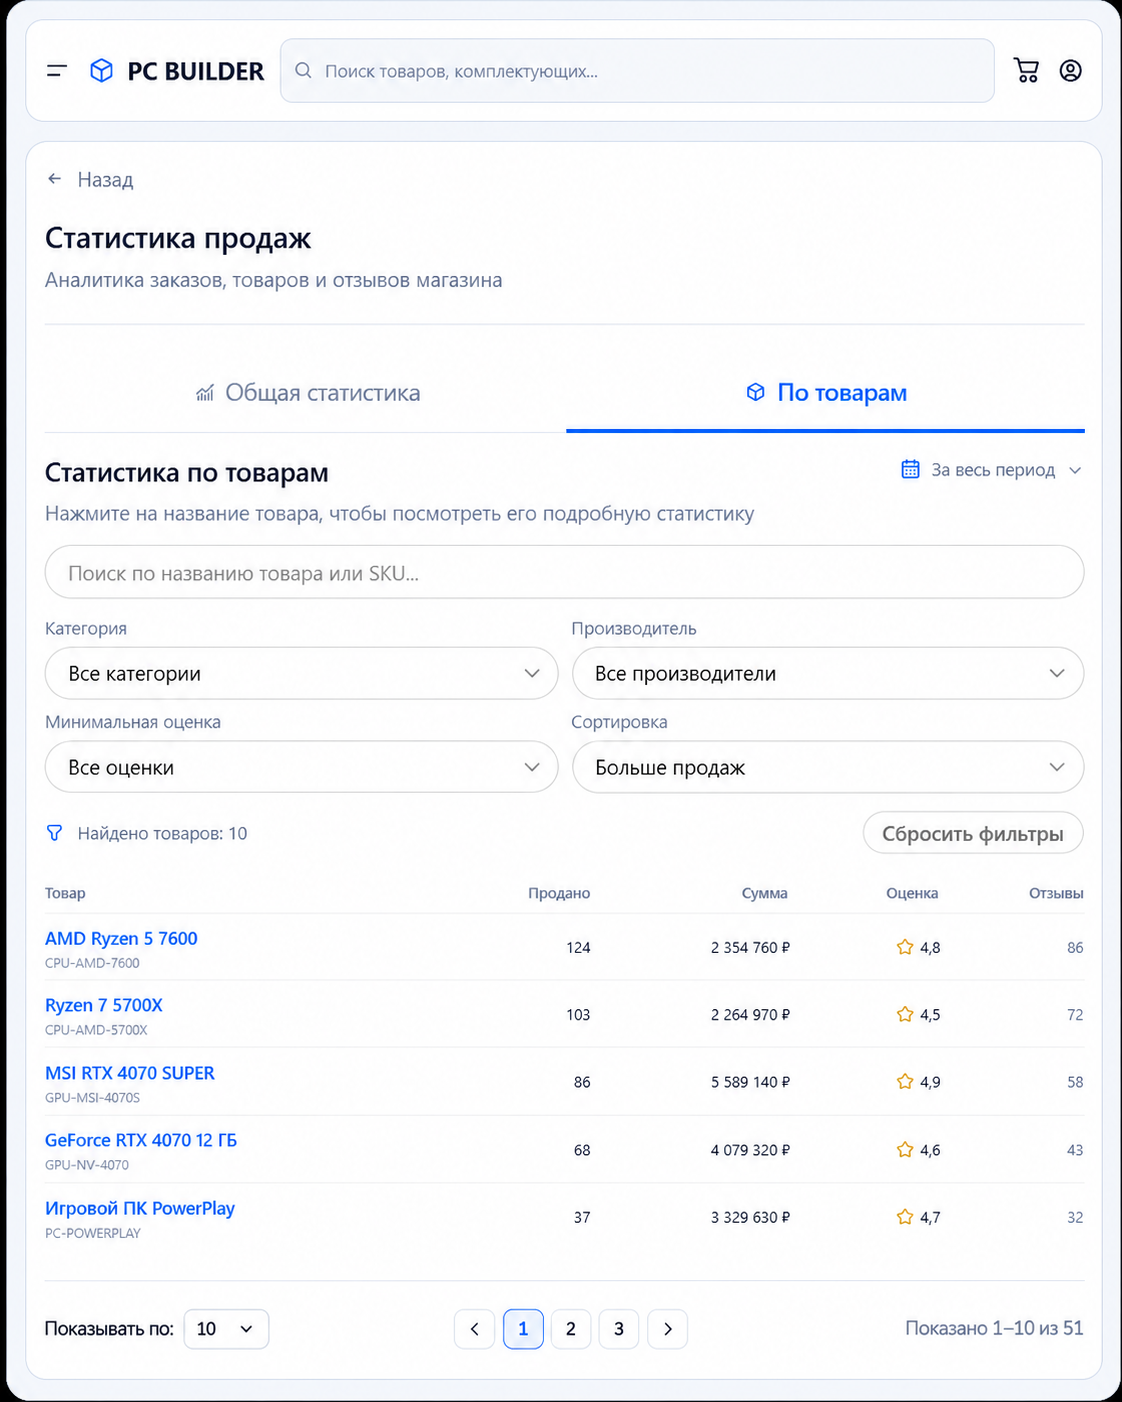 PC BUILDER
Поиск товаров, комплектующих...
Назад
Статистика продаж
Аналитика заказов, товаров и отзывов магазина
Общая статистика
По товарам
Статистика по товарам
За весь период
Нажмите на название товара, чтобы посмотреть его подробную статистику
Поиск по названию товара или SKU...
Категория
Производитель
Все категории
Все производители
Минимальная оценка
Сортировка
Все оценки
Больше продаж
Найдено товаров: 10
Сбросить фильтры
Товар Продано Сумма Оценка Отзывы
AMD Ryzen 5 7600
CPU-AMD-7600
124 2 354 760 ₽ 4,8 86
Ryzen 7 5700X
CPU-AMD-5700X
103 2 264 970 ₽ 4,5 72
MSI RTX 4070 SUPER
GPU-MSI-4070S
86 5 589 140 ₽ 4,9 58
GeForce RTX 4070 12 ГБ
GPU-NV-4070
68 4 079 320 ₽ 4,6 43
Игровой ПК PowerPlay
PC-POWERPLAY
37 3 329 630 ₽ 4,7 32
Показывать по: 10
1 2 3
Показано 1–10 из 51